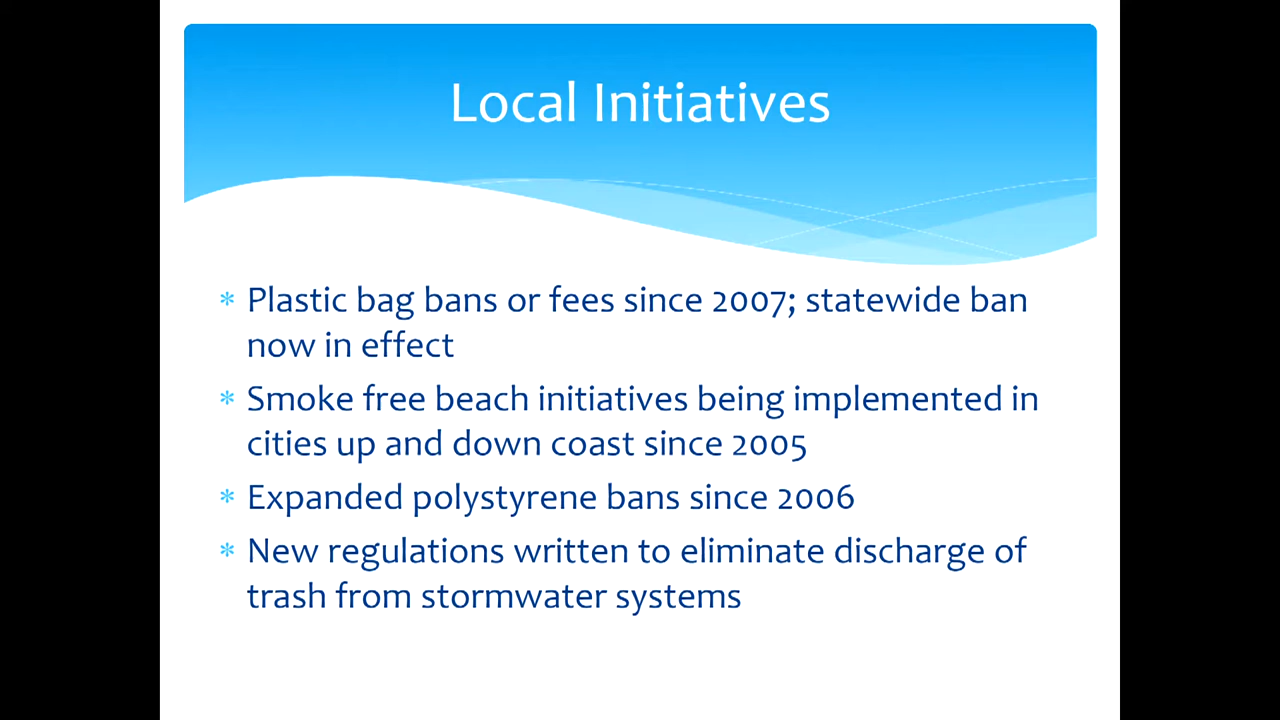 Local Initiatives
* Plastic bag bans or fees since 2007; statewide ban
now in effect
* Smoke free beach initiatives being implemented in
cities up and down coast since 2005
* Expanded polystyrene bans since 2006
* New regulations written to eliminate discharge of
trash from stormwater systems